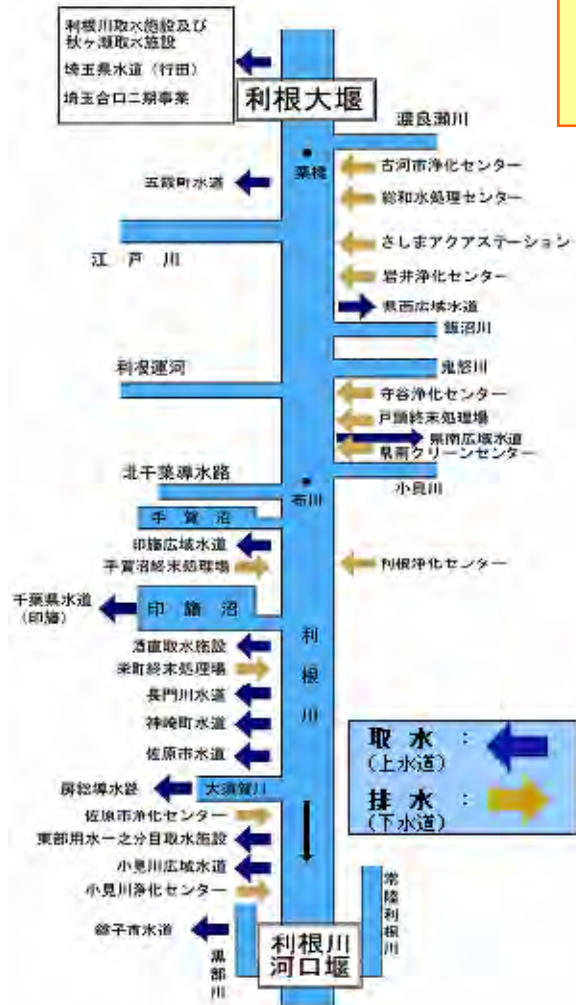 利根川取水施設及び
秋ヶ瀬取水施設
埼玉県水道（行田）
埼玉合口二期事業
利根大堰
渡良瀬川
栗橋
古河市浄化センター
五霞町水道
総和水処理センター
さしまアクアステーション
江戸川
岩井浄化センター
県西広域水道
飯沼川
利根運河
鬼怒川
守谷浄化センター
戸頭終末処理場
県南広域水道
県南クリーンセンター
北千葉導水路
小貝川
布川
手賀沼
印旛広域水道
手賀沼終末処理場
利根浄化センター
千葉県水道
（印旛）
印旛沼
利根川
酒直取水施設
栄町終末処理場
長門川水道
神崎町水道
佐原市水道
取水：
（上水道）
排水：
（下水道）
房総導水路
大須賀川
佐原市浄化センター
東部用水一之分目取水施設
小見川広域水道
小見川浄化センター
常陸利根川
銚子市水道
黒部川
利根川
河口堰